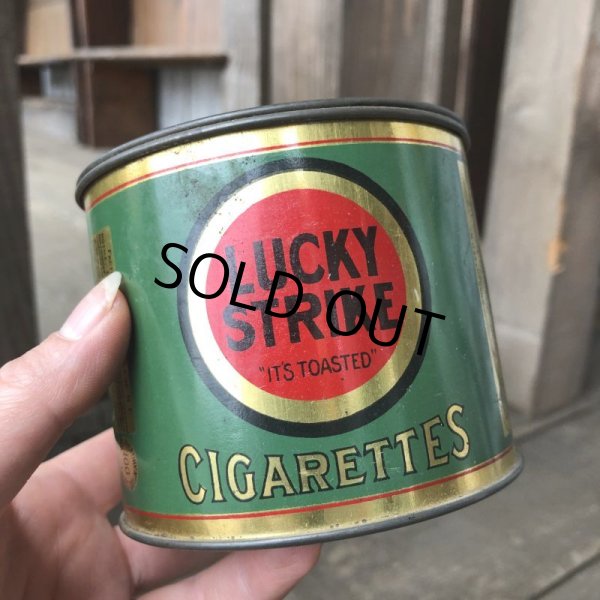 LUCKY
STRIKE
"IT'S TOASTED"
CIGARETTES
SOLD OUT